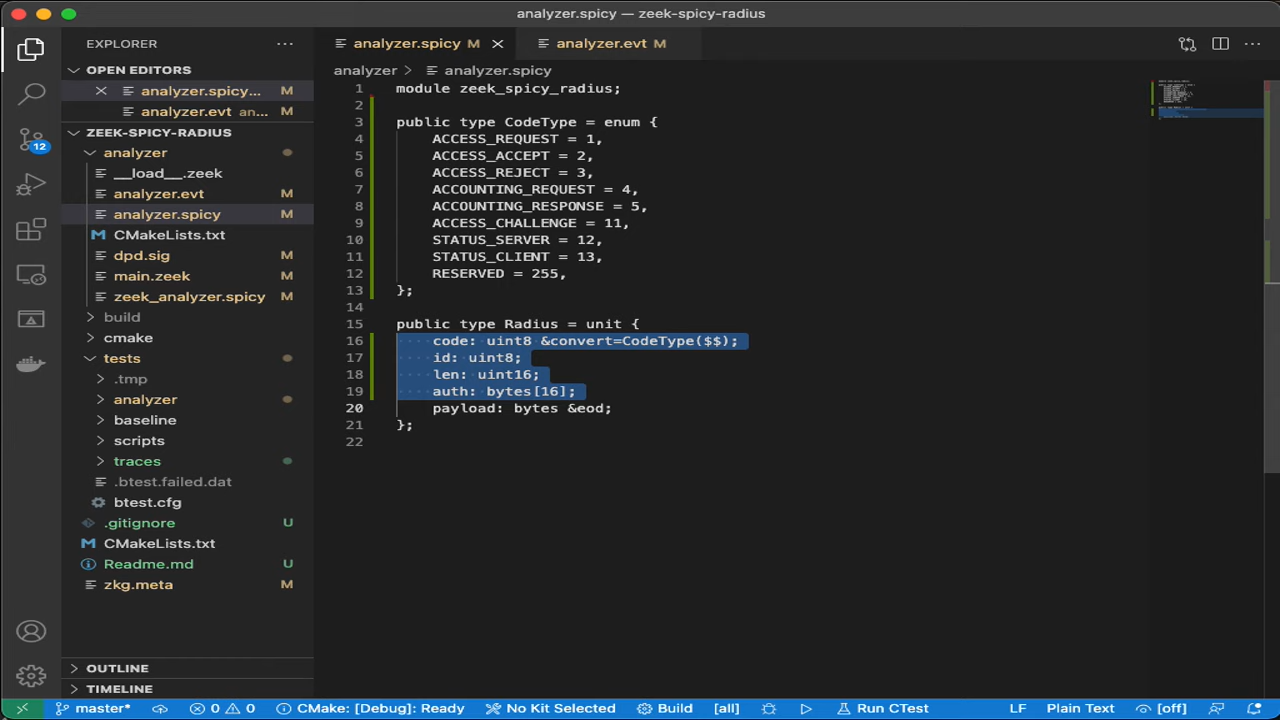 analyzer.spicy — zeek-spicy-radius
EXPLORER
OPEN EDITORS
analyzer.spicy... M
analyzer.evt an... M
ZEEK-SPICY-RADIUS
analyzer
__load__.zeek
analyzer.evt M
analyzer.spicy M
CMakeLists.txt
dpd.sig M
main.zeek M
zeek_analyzer.spicy M
build
cmake
tests
.tmp
analyzer
baseline
scripts
traces
.btest.failed.dat
btest.cfg
.gitignore U
CMakeLists.txt
Readme.md U
zkg.meta M
OUTLINE
TIMELINE
12
analyzer.spicy M
analyzer.evt M
analyzer > analyzer.spicy
1 module zeek_spicy_radius;
2
3 public type CodeType = enum {
4 ACCESS_REQUEST = 1,
5 ACCESS_ACCEPT = 2,
6 ACCESS_REJECT = 3,
7 ACCOUNTING_REQUEST = 4,
8 ACCOUNTING_RESPONSE = 5,
9 ACCESS_CHALLENGE = 11,
10 STATUS_SERVER = 12,
11 STATUS_CLIENT = 13,
12 RESERVED = 255,
13 };
14
15 public type Radius = unit {
16 code: uint8 &convert=CodeType($$);
17 id: uint8;
18 len: uint16;
19 auth: bytes[16];
20 payload: bytes &eod;
21 };
22
master* 0 0 CMake: [Debug]: Ready No Kit Selected Build [all] Run CTest LF Plain Text [off]